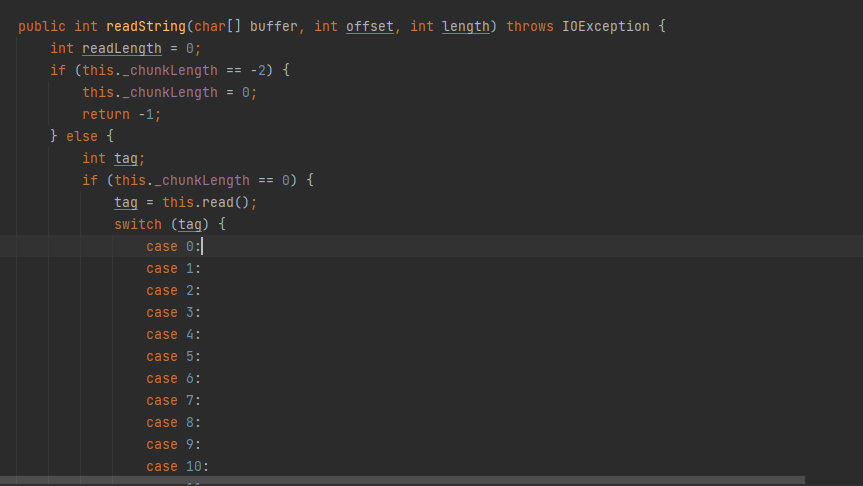 public int readString(char[] buffer, int offset, int length) throws IOException {
int readLength = 0;
if (this._chunkLength == -2) {
this._chunkLength = 0;
return -1;
} else {
int tag;
if (this._chunkLength == 0) {
tag = this.read();
switch (tag) {
case 0:
case 1:
case 2:
case 3:
case 4:
case 5:
case 6:
case 7:
case 8:
case 9:
case 10: